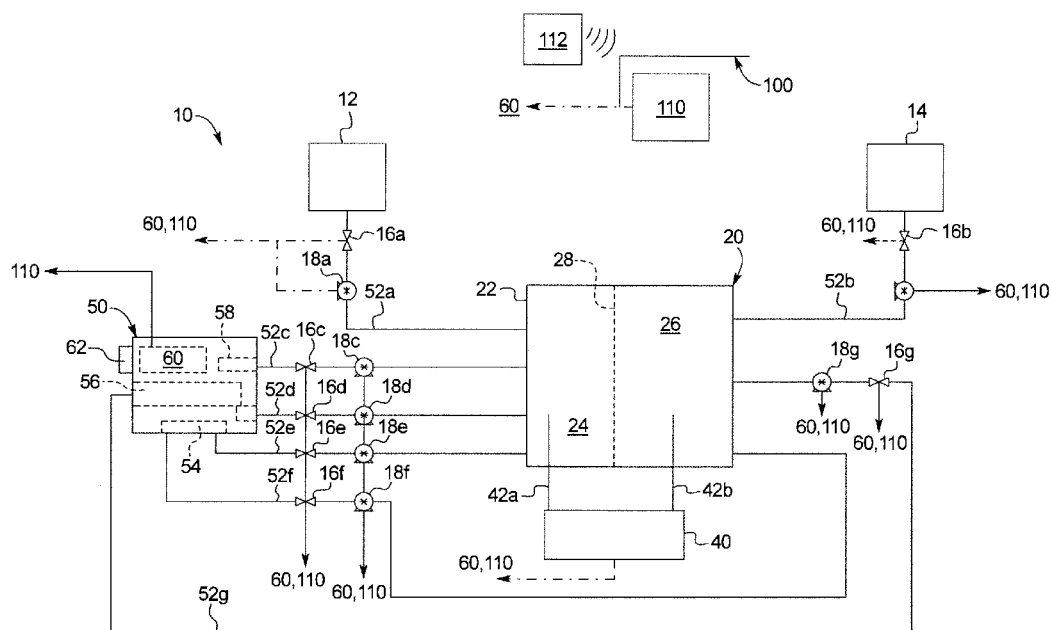 112
100
60
110
10
12
14
60,110
16a
60,110
16b
18a
28
20
110
22
52a
52b
60,110
50
58
52c
16c
18c
26
18g
16g
62
60
56
52d
16d
18d
52e
16e
18e
24
60,110
60,110
54
52f
16f
18f
42a
42b
40
60,110
60,110
60,110
52g